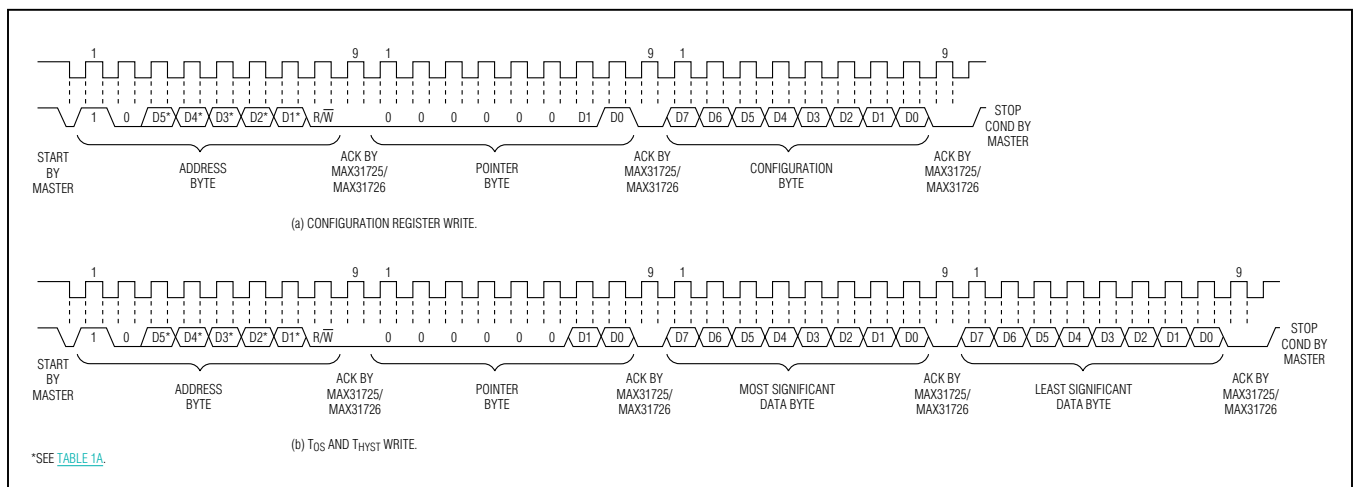 1 9 1 9 1 9
1 0 D5* D4* D3* D2* D1* R/W̅ 0 0 0 0 0 0 D1 D0 D7 D6 D5 D4 D3 D2 D1 D0
STOP
COND BY
MASTER
START
BY
MASTER
ADDRESS
BYTE
ACK BY
MAX31725/
MAX31726
POINTER
BYTE
ACK BY
MAX31725/
MAX31726
CONFIGURATION
BYTE
ACK BY
MAX31725/
MAX31726
(a) CONFIGURATION REGISTER WRITE.
1 9 1 9 1 9 1 9
1 0 D5* D4* D3* D2* D1* R/W̅ 0 0 0 0 0 0 D1 D0 D7 D6 D5 D4 D3 D2 D1 D0 D7 D6 D5 D4 D3 D2 D1 D0
STOP
COND BY
MASTER
START
BY
MASTER
ADDRESS
BYTE
ACK BY
MAX31725/
MAX31726
POINTER
BYTE
ACK BY
MAX31725/
MAX31726
MOST SIGNIFICANT
DATA BYTE
ACK BY
MAX31725/
MAX31726
LEAST SIGNIFICANT
DATA BYTE
ACK BY
MAX31725/
MAX31726
(b) TOS AND THYST WRITE.
*SEE TABLE 1A.